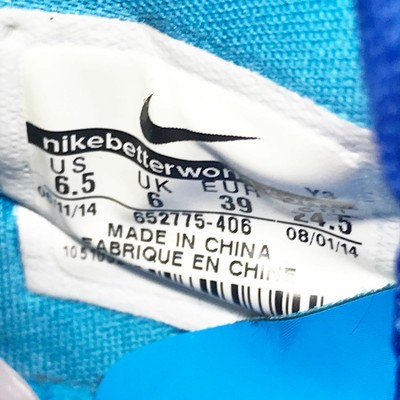 nikebetterwor
US UK EUR
6.5 6 39 24.5
/11/14 652775-406 08/01/14
MADE IN CHINA
FABRIQUE EN CHINE